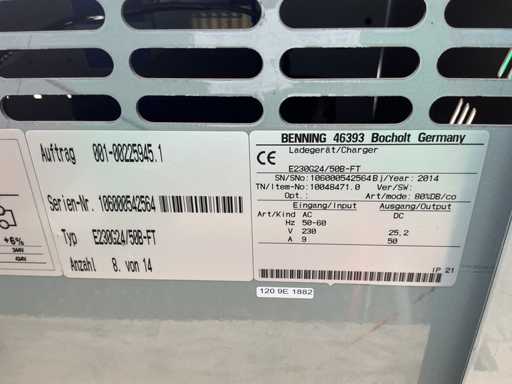 +6%
Auftrag 001-00225945.1
Serien-Nr. 106000542564
Typ E230G24/50B-FT
Anzahl 8. von 14
BENNING 46393 Bocholt Germany
CE
Ladegerät/Charger
E230G24/50B-FT
SN/SNo: 106000542564B)/Year: 2014
TN/Item-No: 10048471.0 Ver/SW:
Opt.: Art/mode: 80%DB/co
Eingang/Input Ausgang/Output
Art/Kind AC DC
Hz 50-60
V 230 25,2
A 9 50
IP 21
120 9E 1882